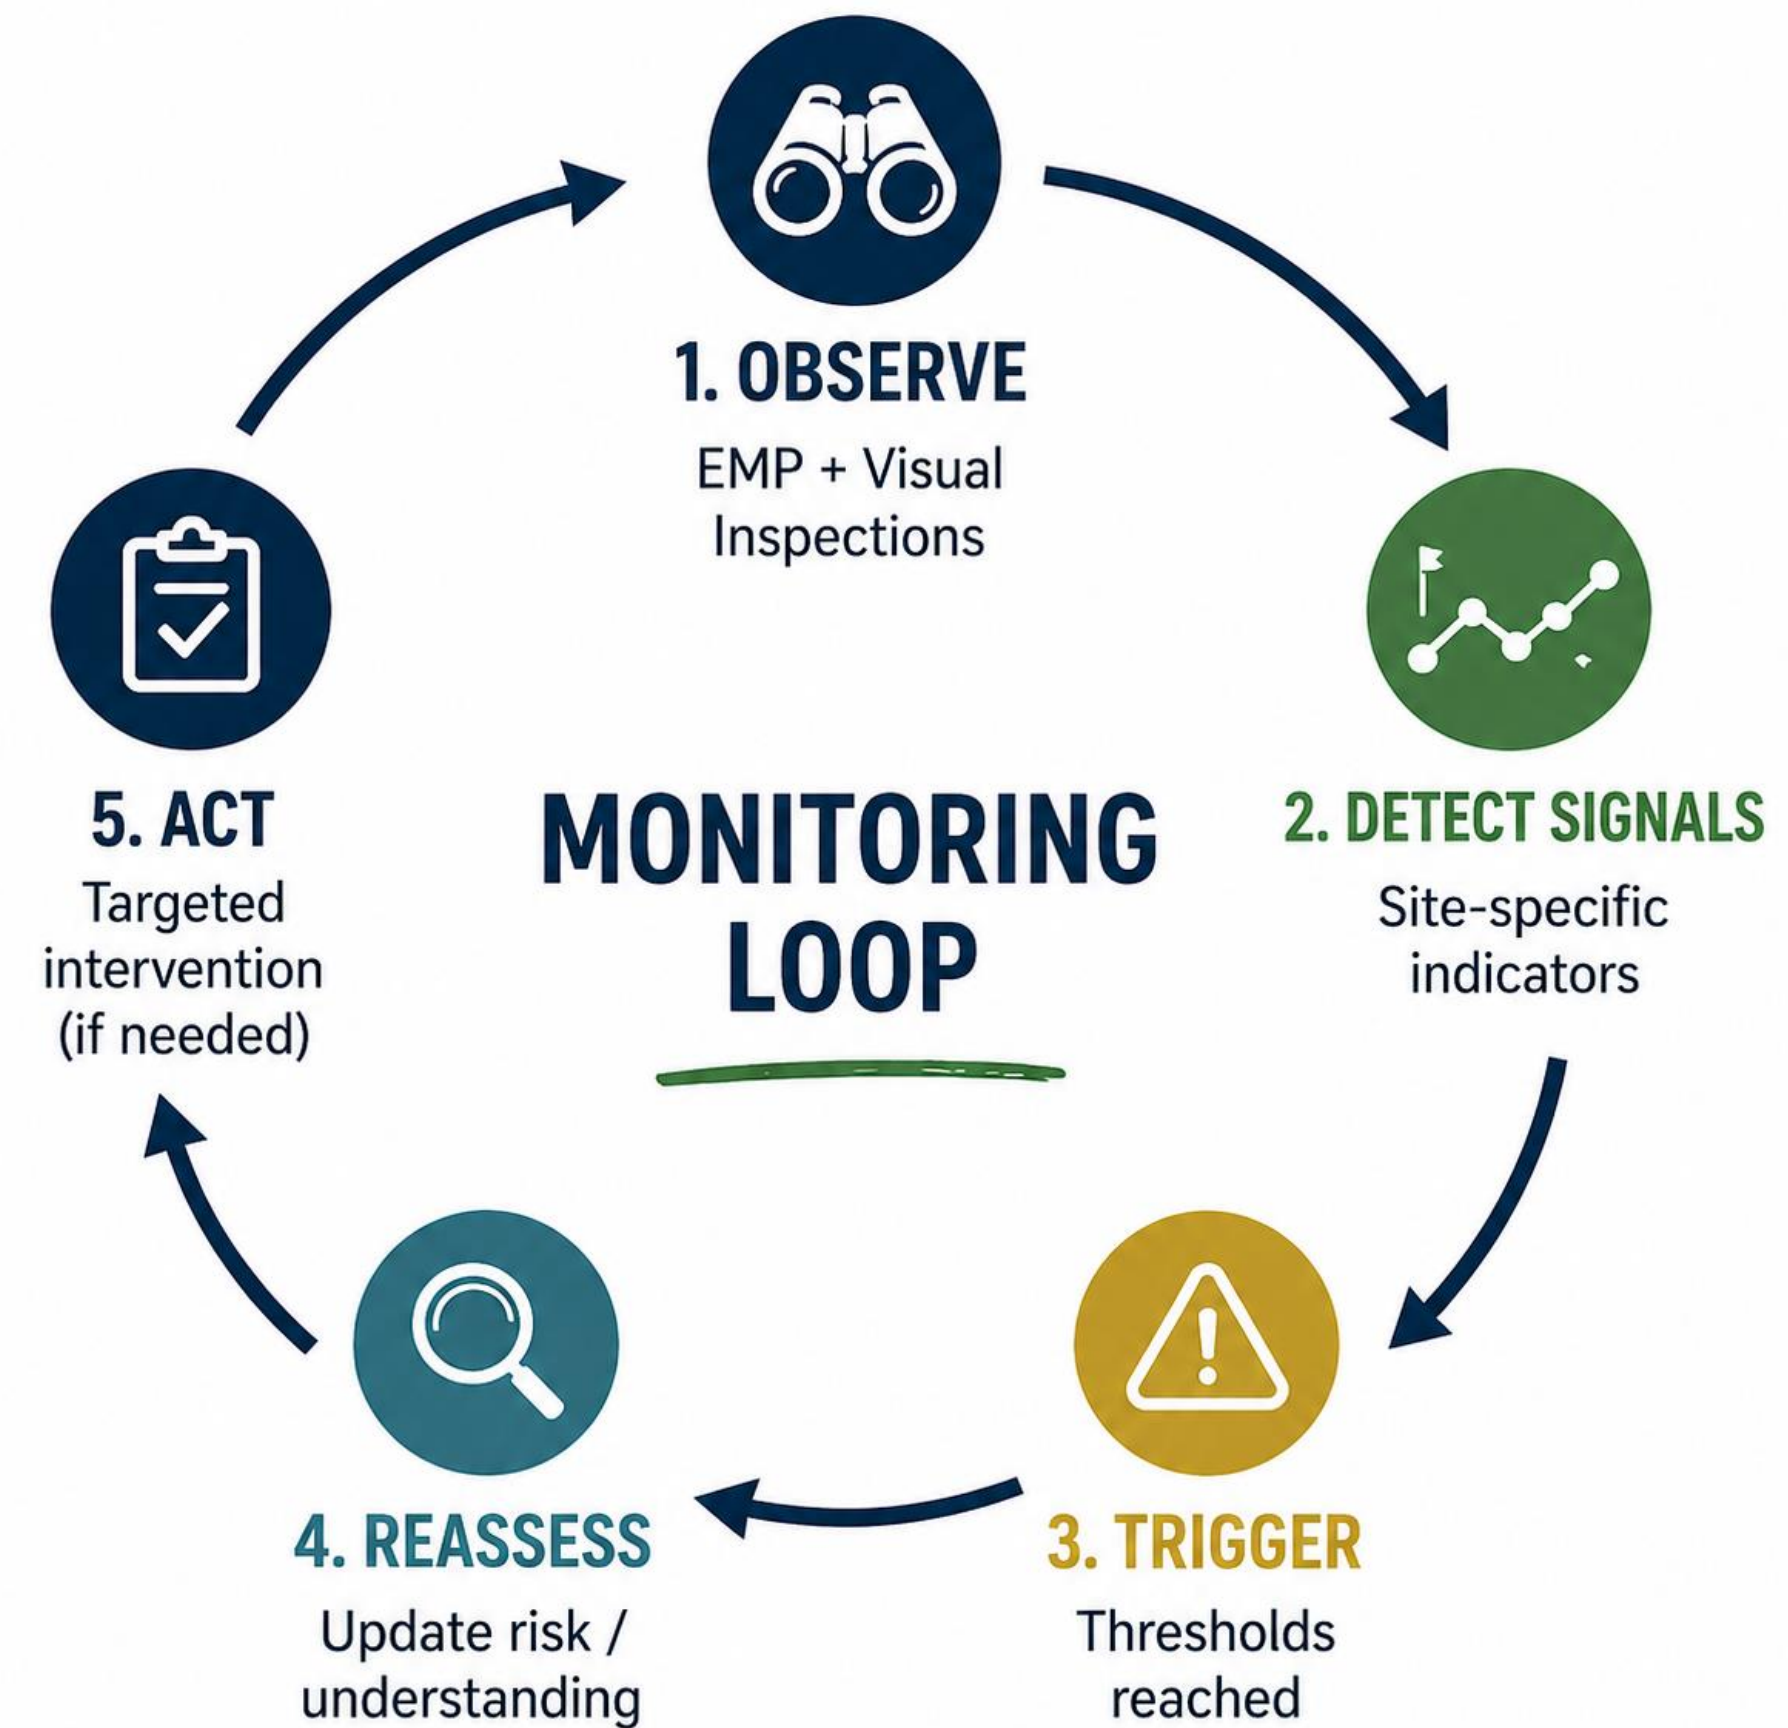 1. OBSERVE
EMP + Visual
Inspections
2. DETECT SIGNALS
Site-specific
indicators
3. TRIGGER
Thresholds
reached
4. REASSESS
Update risk /
understanding
5. ACT
Targeted
intervention
(if needed)
MONITORING
LOOP